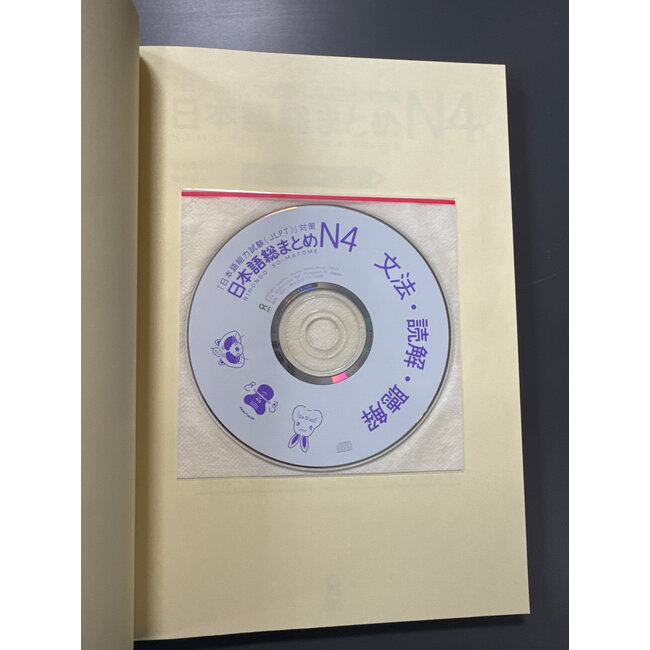 「日本語能力試験(JLPT)」対策
日本語総まとめN4
NIHONGO SO-MATOME
文法・読解・聴解